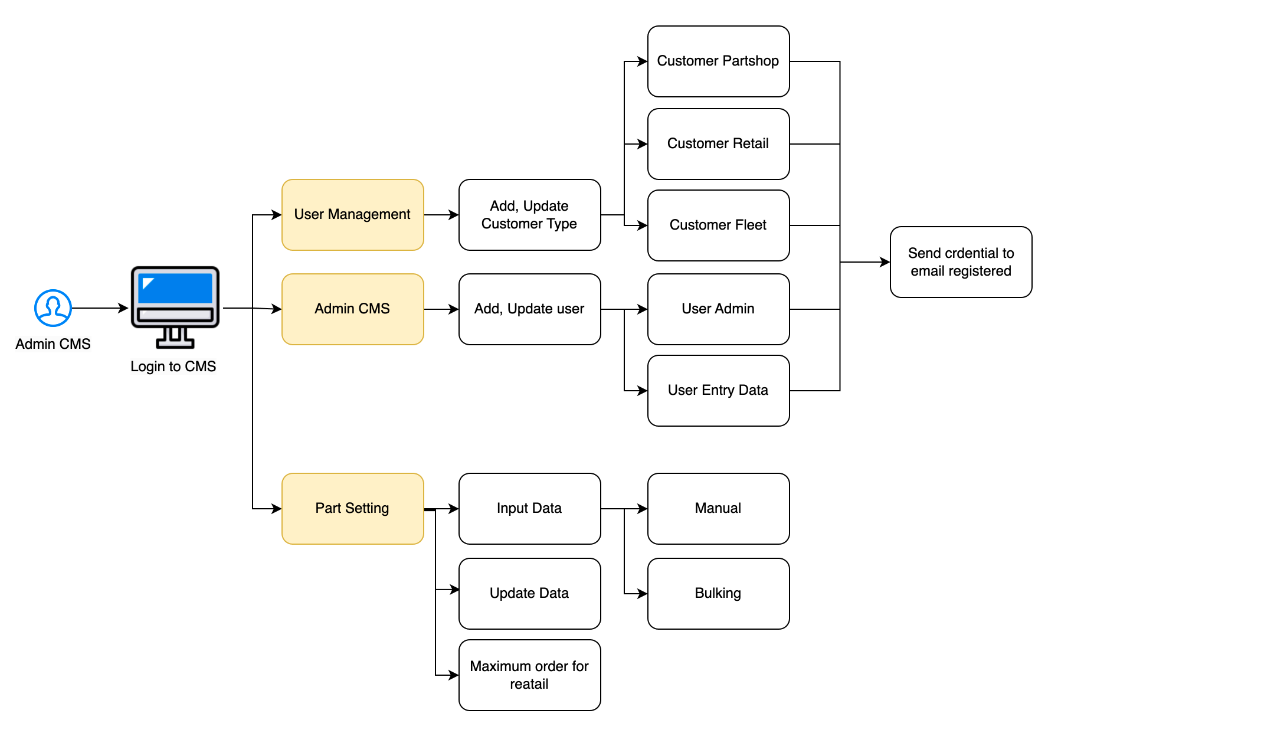 Admin CMS
Login to CMS
User Management
Admin CMS
Part Setting
Add, Update
Customer Type
Add, Update user
Input Data
Update Data
Maximum order for
reatail
Customer Partshop
Customer Retail
Customer Fleet
User Admin
User Entry Data
Manual
Bulking
Send crdential to
email registered